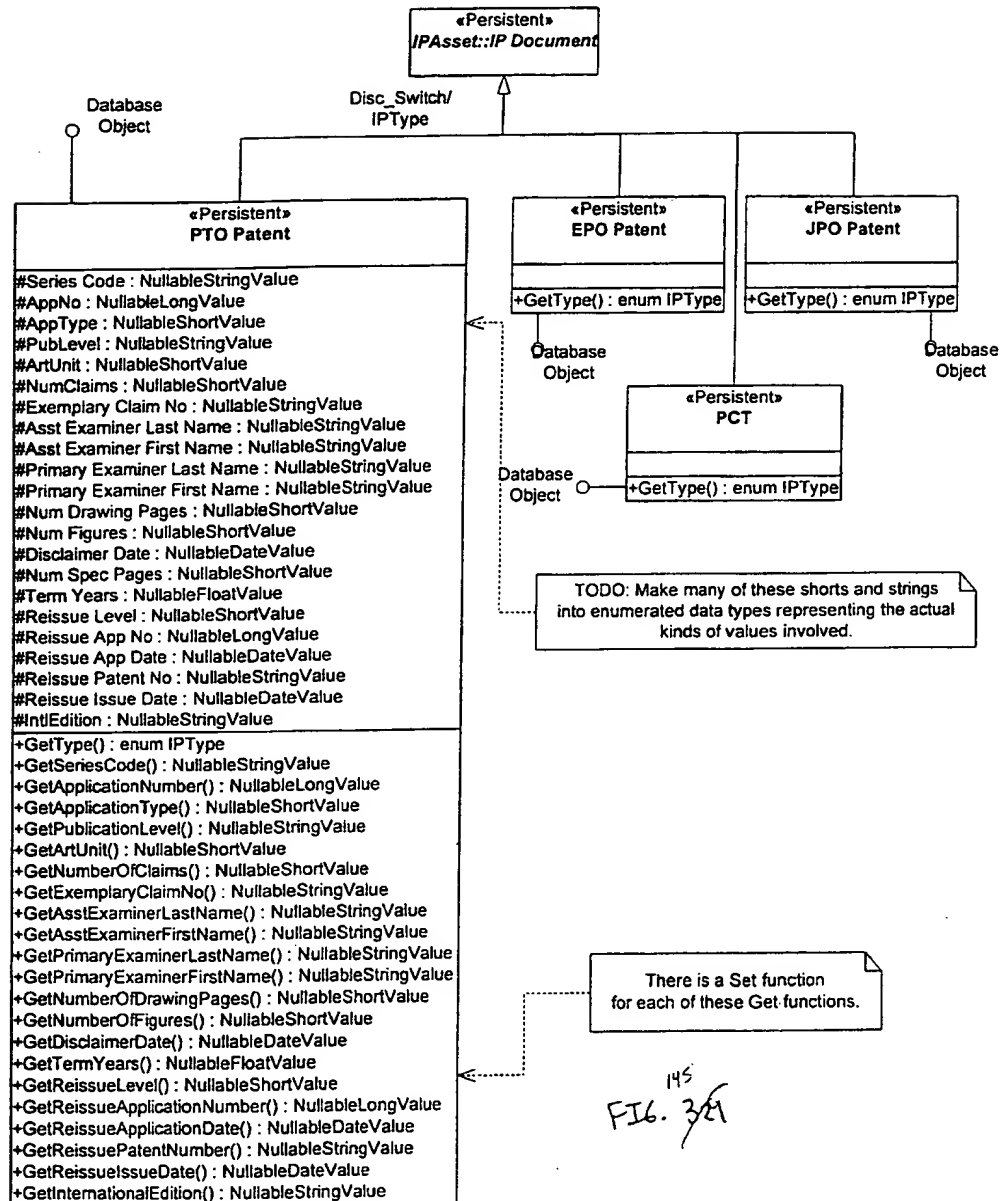 «Persistent»
IPAsset::IP Document
Disc_Switch/
IPType
Database
Object
«Persistent»
PTO Patent
#Series Code : NullableStringValue
#AppNo : NullableLongValue
#AppType : NullableShortValue
#PubLevel : NullableStringValue
#ArtUnit : NullableShortValue
#NumClaims : NullableShortValue
#Exemplary Claim No : NullableStringValue
#Asst Examiner Last Name : NullableStringValue
#Asst Examiner First Name : NullableStringValue
#Primary Examiner Last Name : NullableStringValue
#Primary Examiner First Name : NullableStringValue
#Num Drawing Pages : NullableShortValue
#Num Figures : NullableShortValue
#Disclaimer Date : NullableDateValue
#Num Spec Pages : NullableShortValue
#Term Years : NullableFloatValue
#Reissue Level : NullableShortValue
#Reissue App No : NullableLongValue
#Reissue App Date : NullableDateValue
#Reissue Patent No : NullableStringValue
#Reissue Issue Date : NullableDateValue
#IntlEdition : NullableStringValue
+GetType() : enum IPType
+GetSeriesCode() : NullableStringValue
+GetApplicationNumber() : NullableLongValue
+GetApplicationType() : NullableShortValue
+GetPublicationLevel() : NullableStringValue
+GetArtUnit() : NullableShortValue
+GetNumberOfClaims() : NullableShortValue
+GetExemplaryClaimNo() : NullableStringValue
+GetAsstExaminerLastName() : NullableStringValue
+GetAsstExaminerFirstName() : NullableStringValue
+GetPrimaryExaminerLastName() : NullableStringValue
+GetPrimaryExaminerFirstName() : NullableStringValue
+GetNumberOfDrawingPages() : NullableShortValue
+GetNumberOfFigures() : NullableShortValue
+GetDisclaimerDate() : NullableDateValue
+GetTermYears() : NullableFloatValue
+GetReissueLevel() : NullableShortValue
+GetReissueApplicationNumber() : NullableLongValue
+GetReissueApplicationDate() : NullableDateValue
+GetReissuePatentNumber() : NullableStringValue
+GetReissueIssueDate() : NullableDateValue
+GetInternationalEdition() : NullableStringValue
«Persistent»
EPO Patent
+GetType() : enum IPType
Database
Object
«Persistent»
JPO Patent
+GetType() : enum IPType
Database
Object
«Persistent»
PCT
+GetType() : enum IPType
Database
Object
TODO: Make many of these shorts and strings
into enumerated data types representing the actual
kinds of values involved.
There is a Set function
for each of these Get functions.
145
FIG.